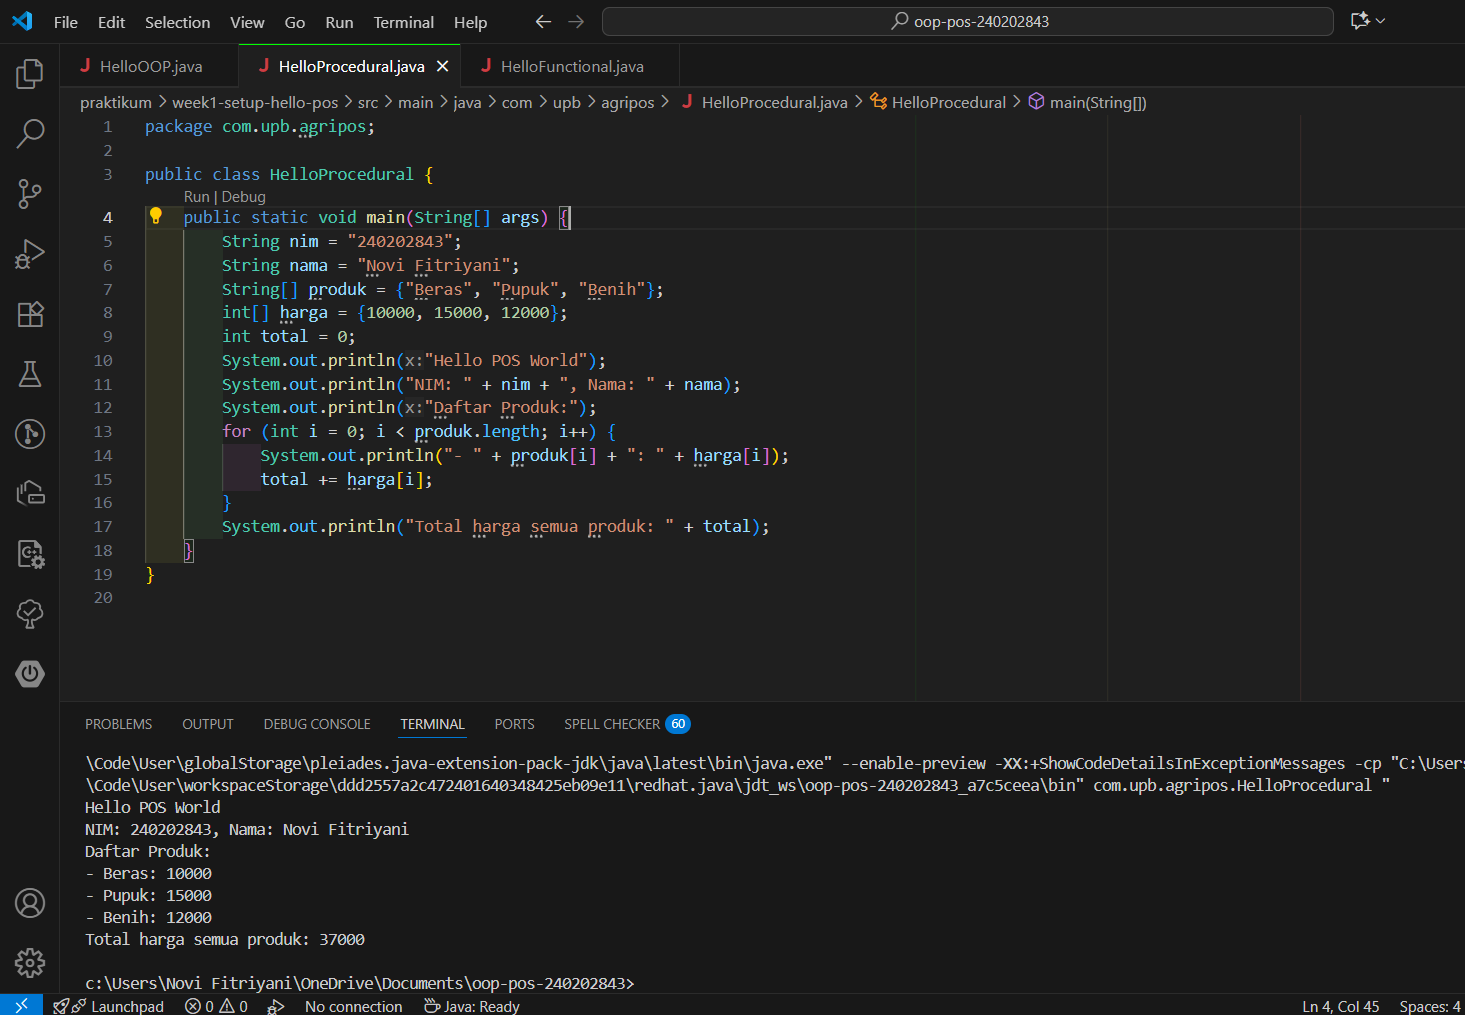 File Edit Selection View Go Run Terminal Help oop-pos-240202843
J HelloOOP.java J HelloProcedural.java J HelloFunctional.java
praktikum > week1-setup-hello-pos > src > main > java > com > upb > agripos > J HelloProcedural.java > HelloProcedural > main(String[])
1 package com.upb.agripos;
2
3 public class HelloProcedural {
Run | Debug
4 public static void main(String[] args) {
5 String nim = "240202843";
6 String nama = "Novi Fitriyani";
7 String[] produk = {"Beras", "Pupuk", "Benih"};
8 int[] harga = {10000, 15000, 12000};
9 int total = 0;
10 System.out.println(x:"Hello POS World");
11 System.out.println("NIM: " + nim + ", Nama: " + nama);
12 System.out.println(x:"Daftar Produk:");
13 for (int i = 0; i < produk.length; i++) {
14 System.out.println("- " + produk[i] + ": " + harga[i]);
15 total += harga[i];
16 }
17 System.out.println("Total harga semua produk: " + total);
18 }
19 }
20
PROBLEMS OUTPUT DEBUG CONSOLE TERMINAL PORTS SPELL CHECKER 60
\Code\User\globalStorage\pleiades.java-extension-pack-jdk\java\latest\bin\java.exe" --enable-preview -XX:+ShowCodeDetailsInExceptionMessages -cp "C:\Users
\Code\User\workspaceStorage\ddd2557a2c472401640348425eb09e11\redhat.java\jdt_ws\oop-pos-240202843_a7c5ceea\bin" com.upb.agripos.HelloProcedural "
Hello POS World
NIM: 240202843, Nama: Novi Fitriyani
Daftar Produk:
- Beras: 10000
- Pupuk: 15000
- Benih: 12000
Total harga semua produk: 37000
c:\Users\Novi Fitriyani\OneDrive\Documents\oop-pos-240202843>
Launchpad 0 0 No connection Java: Ready Ln 4, Col 45 Spaces: 4